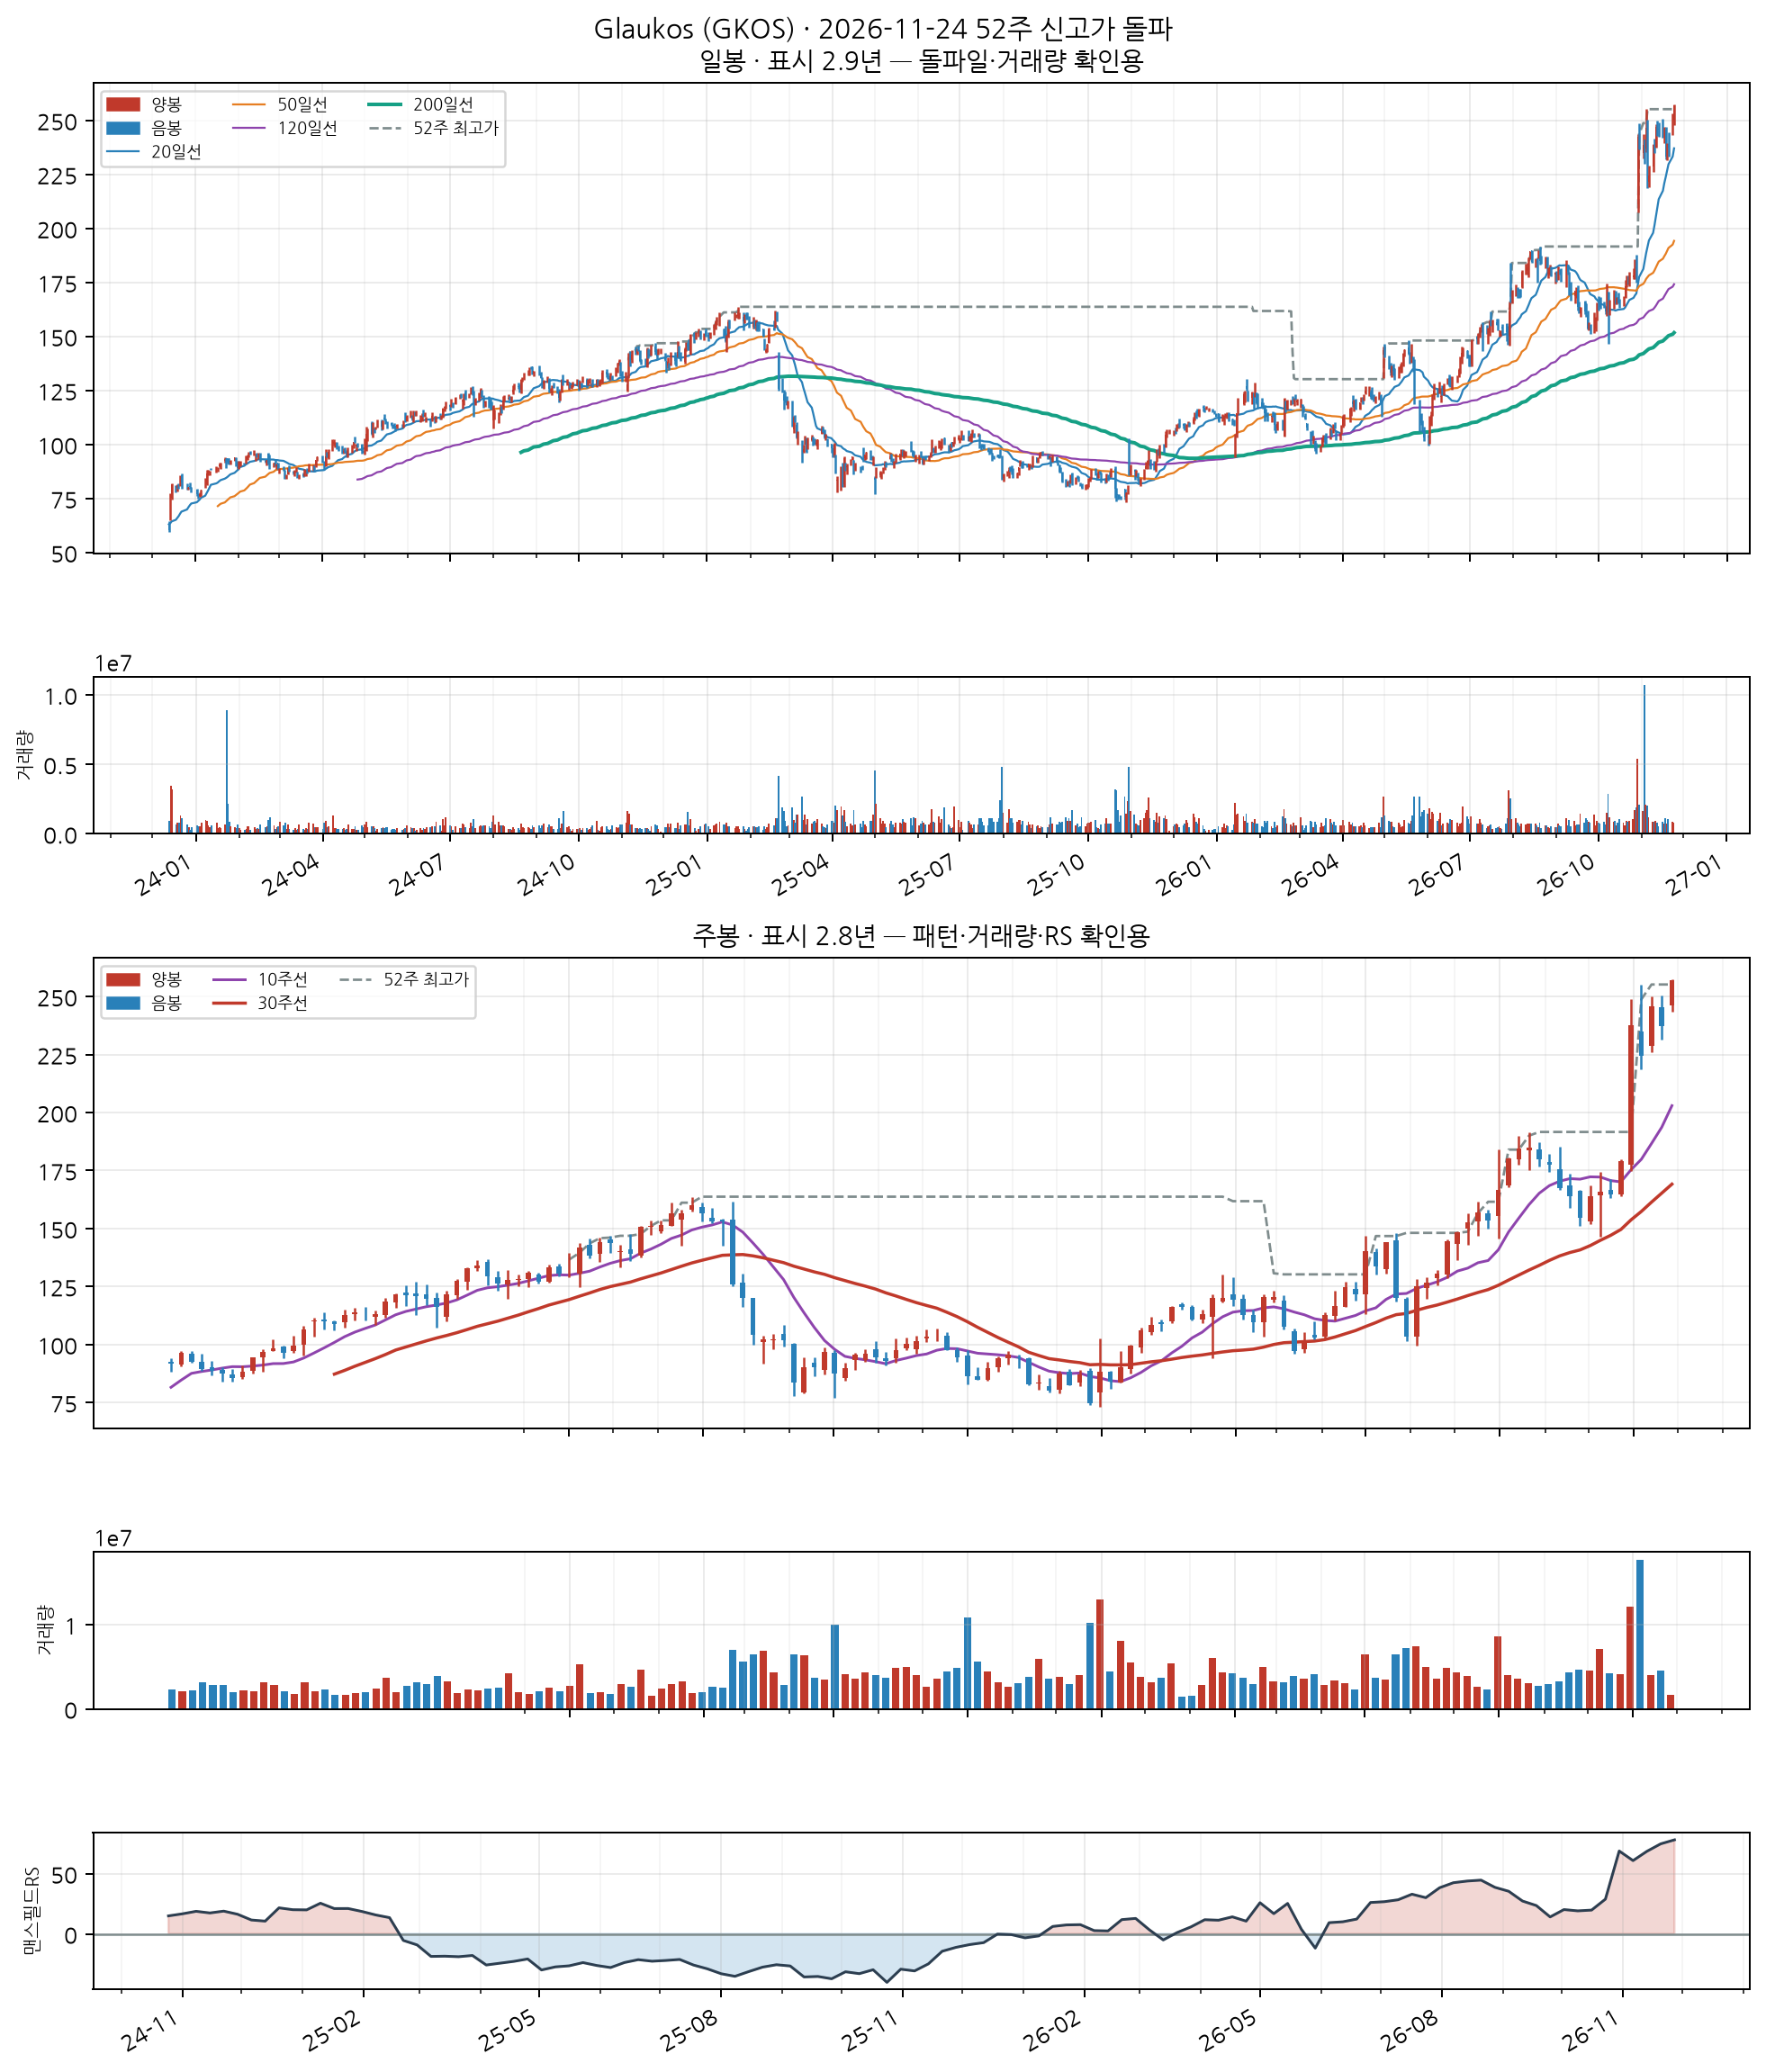 Glaukos (GKOS) · 2026-11-24 52주 신고가 돌파
일봉 · 표시 2.9년 — 돌파일·거래량 확인용
양봉
음봉
20일선
50일선
120일선
200일선
52주 최고가
250
225
200
175
150
125
100
75
50
1e7
거래량
1.0
0.5
0.0
24-01
24-04
24-07
24-10
25-01
25-04
25-07
25-10
26-01
26-04
26-07
26-10
27-01
주봉 · 표시 2.8년 — 패턴·거래량·RS 확인용
양봉
음봉
10주선
30주선
52주 최고가
250
225
200
175
150
125
100
75
1e7
거래량
1
0
맨스필드RS
50
0
24-11
25-02
25-05
25-08
25-11
26-02
26-05
26-08
26-11